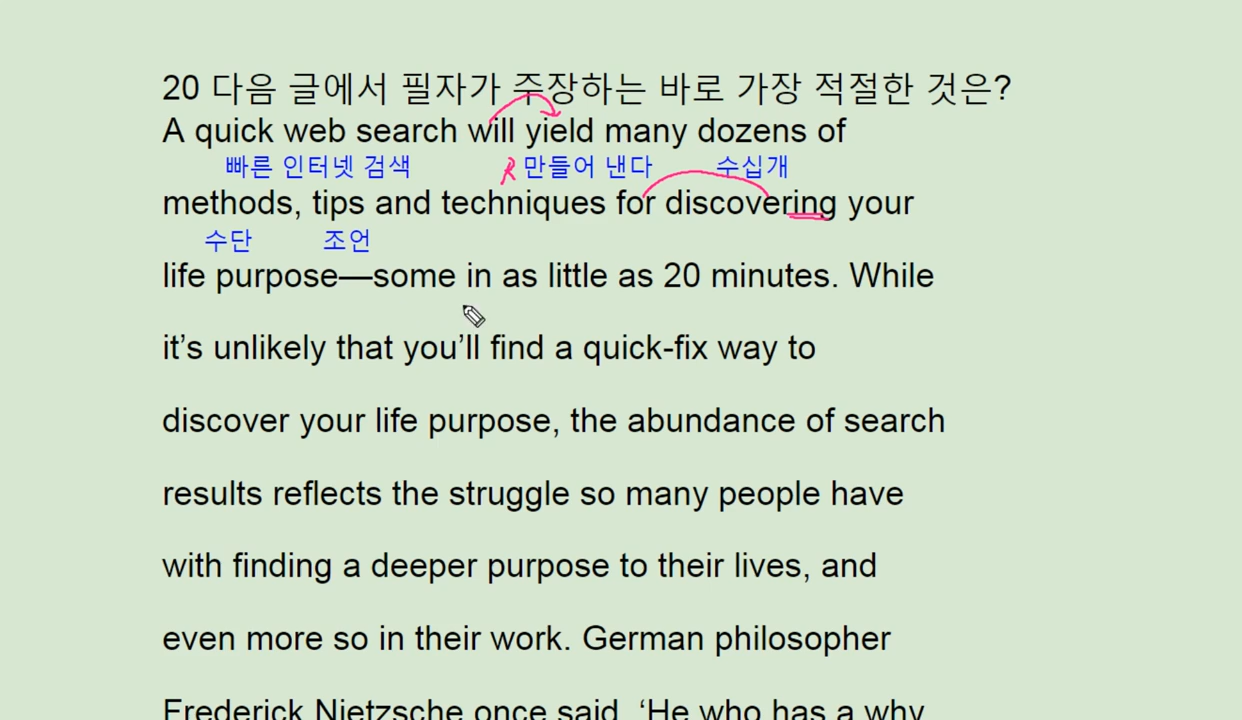 20 다음 글에서 필자가 주장하는 바로 가장 적절한 것은?
A quick web search will yield many dozens of
빠른 인터넷 검색 R 만들어 낸다 수십개
methods, tips and techniques for discovering your
수단 조언
life purpose—some in as little as 20 minutes. While
it’s unlikely that you’ll find a quick-fix way to
discover your life purpose, the abundance of search
results reflects the struggle so many people have
with finding a deeper purpose to their lives, and
even more so in their work. German philosopher
Frederick Nietzsche once said, ‘He who has a why